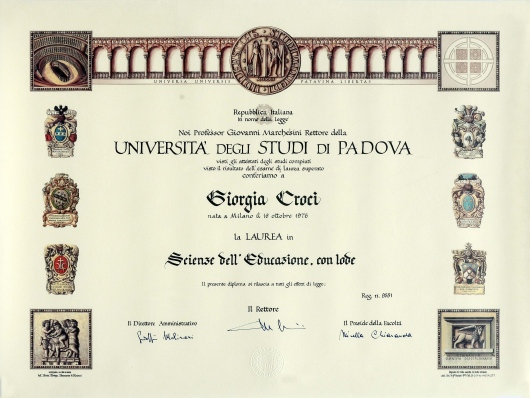 UNIVERSA UNIVERSIS PATAVINA LIBERTAS
Repubblica Italiana
in nome della legge
Noi Professor Giovanni Marchesini Rettore della
UNIVERSITA' DEGLI STUDI DI PADOVA
visti gli attestati degli studi compiuti
visto il risultato dell'esame di laurea superato
conferiamo a
Giorgia Croci
nata a Milano il 18 ottobre 1976
la LAUREA in
Scienze dell'Educazione, con lode
Il presente diploma si rilascia a tutti gli effetti di legge.
Reg. n.
Il Rettore
Il Direttore Amministrativo
Il Preside della Facoltà